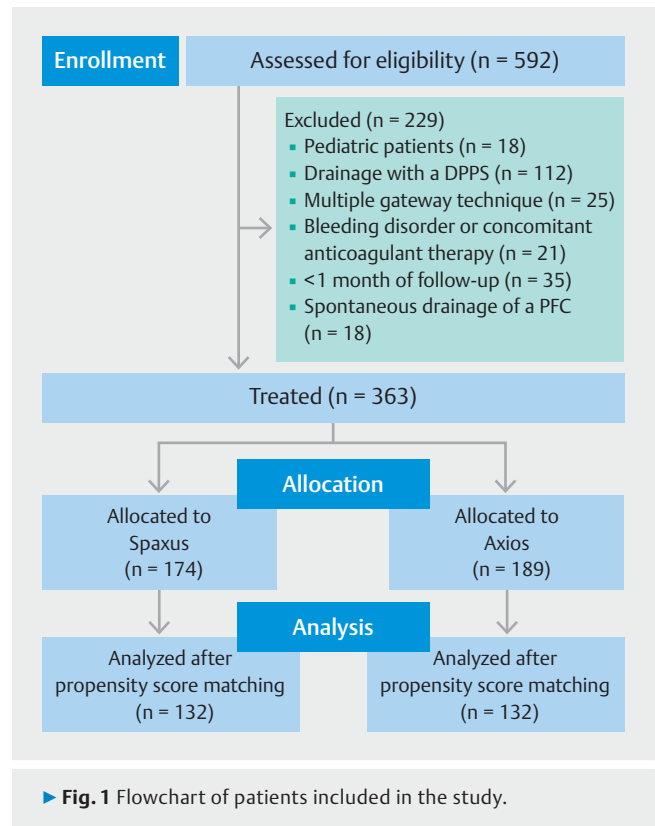 Enrollment
Assessed for eligibility (n = 592)
Excluded (n = 229)
▪ Pediatric patients (n = 18)
▪ Drainage with a DPPS (n = 112)
▪ Multiple gateway technique (n = 25)
▪ Bleeding disorder or concomitant
anticoagulant therapy (n = 21)
▪ <1 month of follow-up (n = 35)
▪ Spontaneous drainage of a PFC
(n = 18)
Treated (n = 363)
Allocation
Allocated to
Spaxus
(n = 174)
Allocated to
Axios
(n = 189)
Analysis
Analyzed after
propensity score matching
(n = 132)
Analyzed after
propensity score matching
(n = 132)
▶ Fig. 1 Flowchart of patients included in the study.